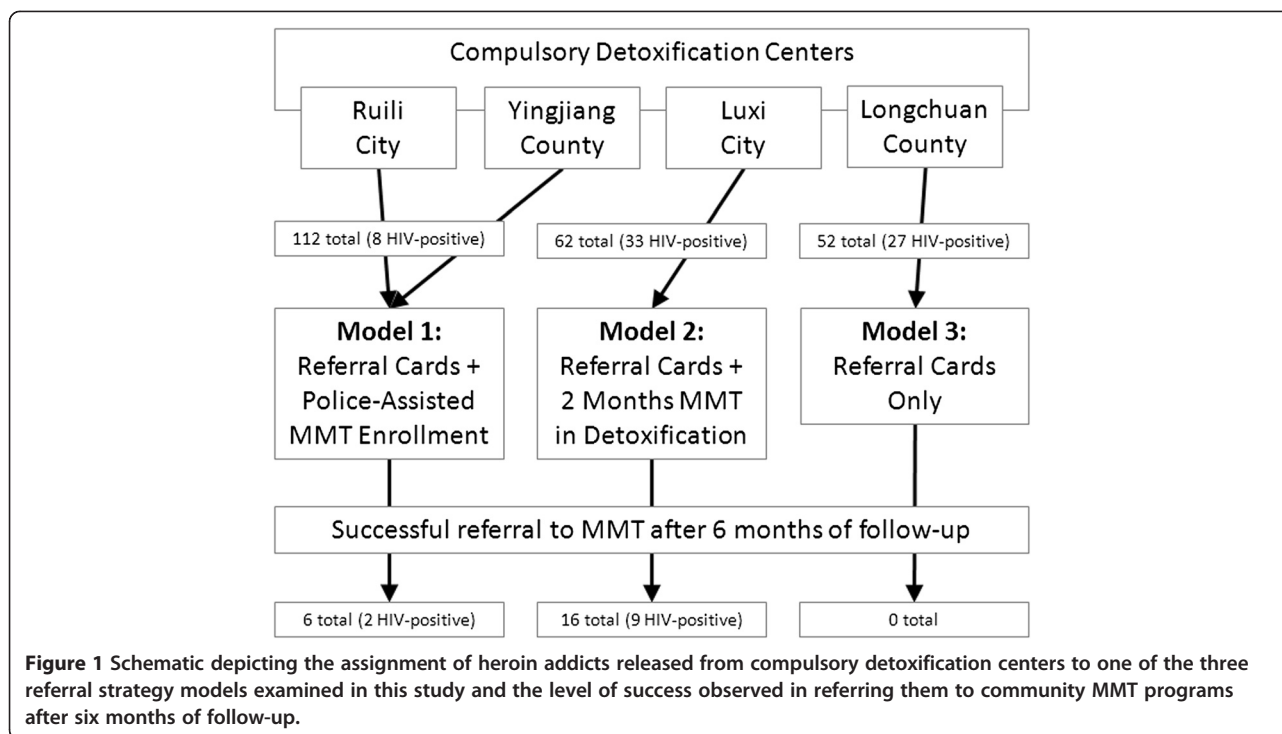 Compulsory Detoxification Centers
Ruili
City
Yingjiang
County
Luxi
City
Longchuan
County
112 total (8 HIV-positive)
62 total (33 HIV-positive)
52 total (27 HIV-positive)
Model 1:
Referral Cards +
Police-Assisted
MMT Enrollment
Model 2:
Referral Cards +
2 Months MMT
in Detoxification
Model 3:
Referral Cards
Only
Successful referral to MMT after 6 months of follow-up
6 total (2 HIV-positive)
16 total (9 HIV-positive)
0 total
Figure 1 Schematic depicting the assignment of heroin addicts released from compulsory detoxification centers to one of the three
referral strategy models examined in this study and the level of success observed in referring them to community MMT programs
after six months of follow-up.